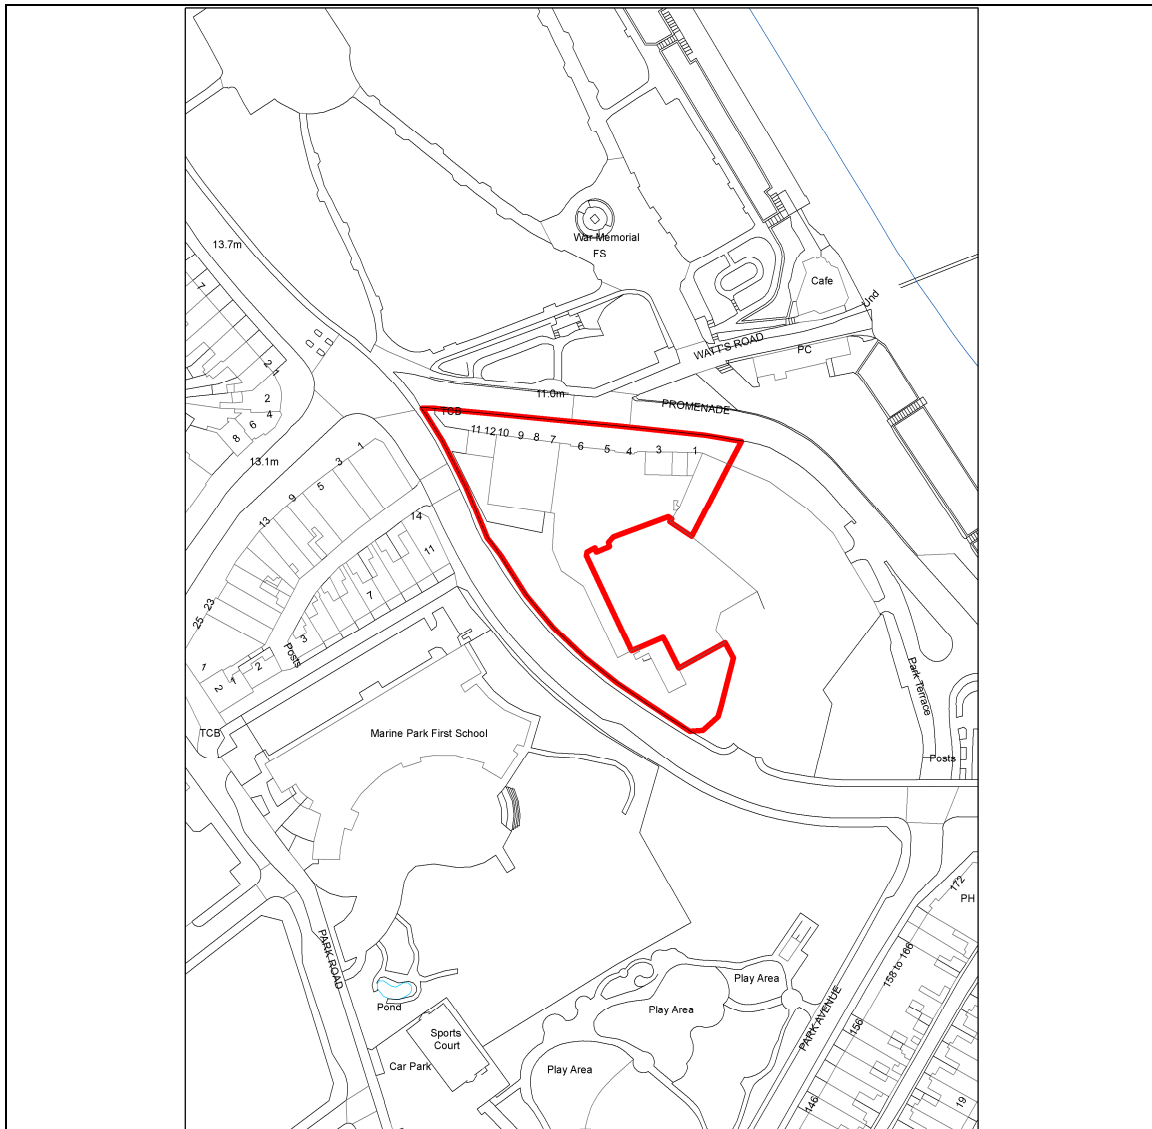 War Memorial
FS
13.7m
Cafe
Und
7
WATTS ROAD
PC
2
1
2
4
6
8
11.0m
PROMENADE
TCB
11 12 10 9 8 7 6 5 4 3 1
13.1m
1
3
5
9
13
14
11
7
3
23
25
Posts
1
2
1
2
Park Terrace
TCB
Marine Park First School
Posts
172
PH
PARK ROAD
158 to 166
Play Area
Pond
Play Area
PARK AVENUE
156
Sports
Court
Car Park
Play Area
146
19